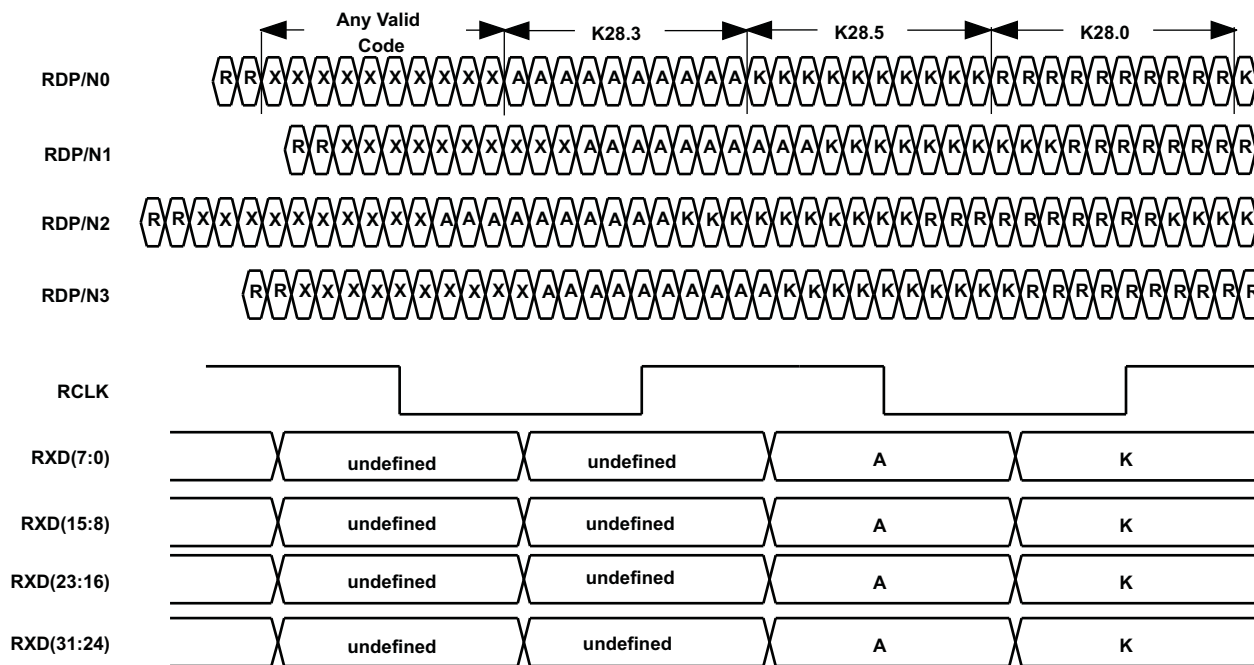 Any Valid
Code
K28.3
K28.5
K28.0
RDP/N0 R R X X X X X X X X X X A A A A A A A A A A K K K K K K K K K K R R R R R R R R R R K
RDP/N1 R R X X X X X X X X X X A A A A A A A A A A K K K K K K K K K K R R R R R R R R
RDP/N2 R R X X X X X X X X X X A A A A A A A A A A K K K K K K K K K K R R R R R R R R R R K K K K
RDP/N3 R R X X X X X X X X X X A A A A A A A A A A K K K K K K K K K K R R R R R R R R R R
RCLK
RXD(7:0) undefined undefined A K
RXD(15:8) undefined undefined A K
RXD(23:16) undefined undefined A K
RXD(31:24) undefined undefined A K